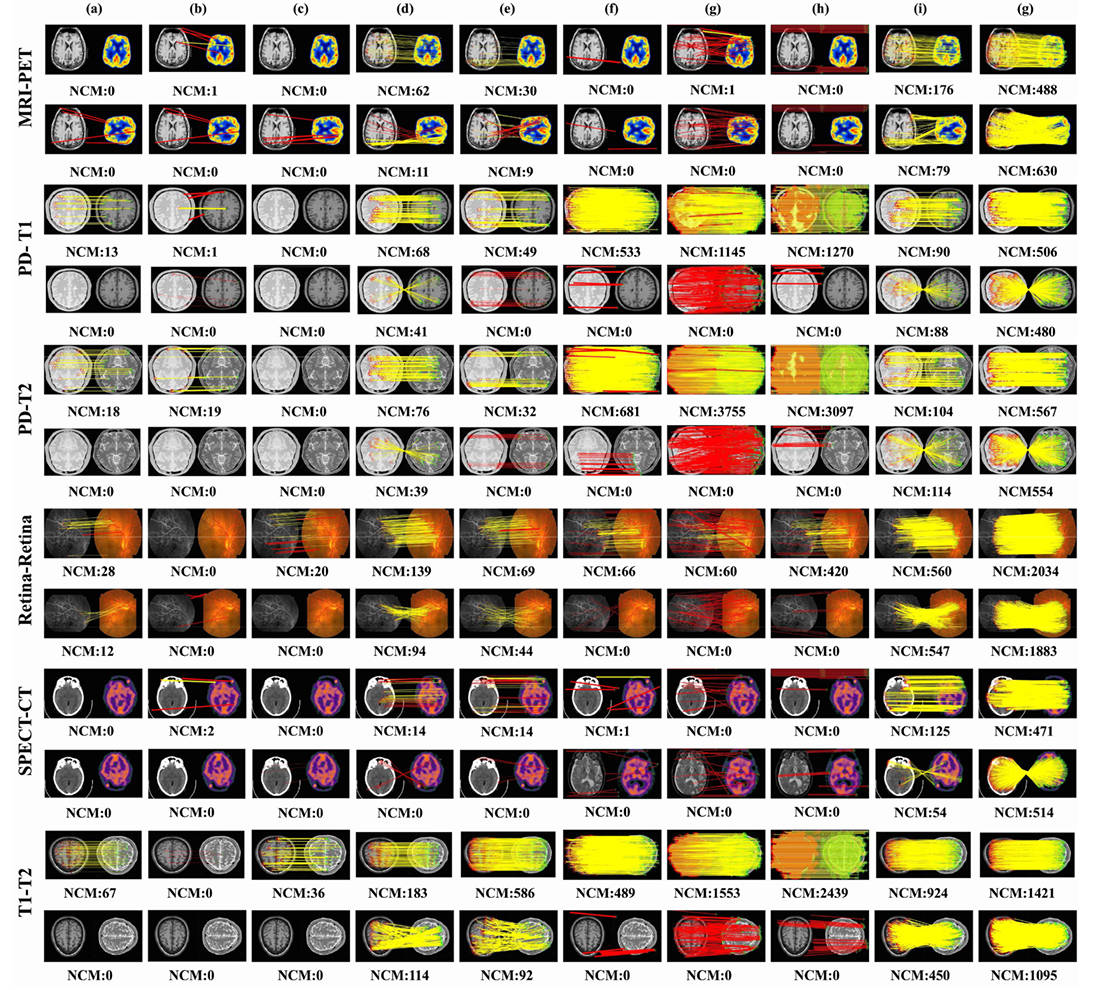 (a) (b) (c) (d) (e) (f) (g) (h) (i) (g)
MRI-PET
NCM:0 NCM:1 NCM:0 NCM:62 NCM:30 NCM:0 NCM:1 NCM:0 NCM:176 NCM:488
NCM:0 NCM:0 NCM:0 NCM:11 NCM:9 NCM:0 NCM:0 NCM:0 NCM:79 NCM:630
PD- T1
NCM:13 NCM:1 NCM:0 NCM:68 NCM:49 NCM:533 NCM:1145 NCM:1270 NCM:90 NCM:506
NCM:0 NCM:0 NCM:0 NCM:41 NCM:0 NCM:0 NCM:0 NCM:0 NCM:88 NCM:480
PD-T2
NCM:18 NCM:19 NCM:0 NCM:76 NCM:32 NCM:681 NCM:3755 NCM:3097 NCM:104 NCM:567
NCM:0 NCM:0 NCM:0 NCM:39 NCM:0 NCM:0 NCM:0 NCM:0 NCM:114 NCM554
Retina-Retina
NCM:28 NCM:0 NCM:20 NCM:139 NCM:69 NCM:66 NCM:60 NCM:420 NCM:560 NCM:2034
NCM:12 NCM:0 NCM:0 NCM:94 NCM:44 NCM:0 NCM:0 NCM:0 NCM:547 NCM:1883
SPECT-CT
NCM:0 NCM:2 NCM:0 NCM:14 NCM:14 NCM:1 NCM:0 NCM:0 NCM:125 NCM:471
NCM:0 NCM:0 NCM:0 NCM:0 NCM:0 NCM:0 NCM:0 NCM:0 NCM:54 NCM:514
T1-T2
NCM:67 NCM:0 NCM:36 NCM:183 NCM:586 NCM:489 NCM:1553 NCM:2439 NCM:924 NCM:1421
NCM:0 NCM:0 NCM:0 NCM:114 NCM:92 NCM:0 NCM:0 NCM:0 NCM:450 NCM:1095